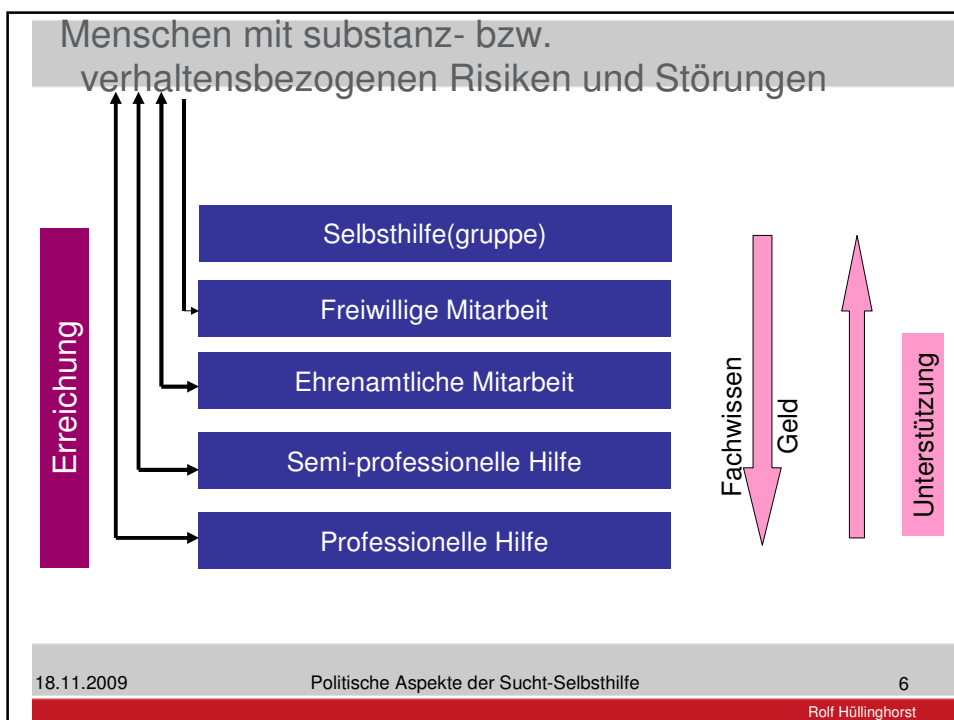 Menschen mit substanz- bzw.
verhaltensbezogenen Risiken und Störungen
Erreichung
Selbsthilfe(gruppe)
Freiwillige Mitarbeit
Ehrenamtliche Mitarbeit
Semi-professionelle Hilfe
Professionelle Hilfe
Fachwissen
Geld
Unterstützung
18.11.2009 Politische Aspekte der Sucht-Selbsthilfe 6
Rolf Hüllinghorst